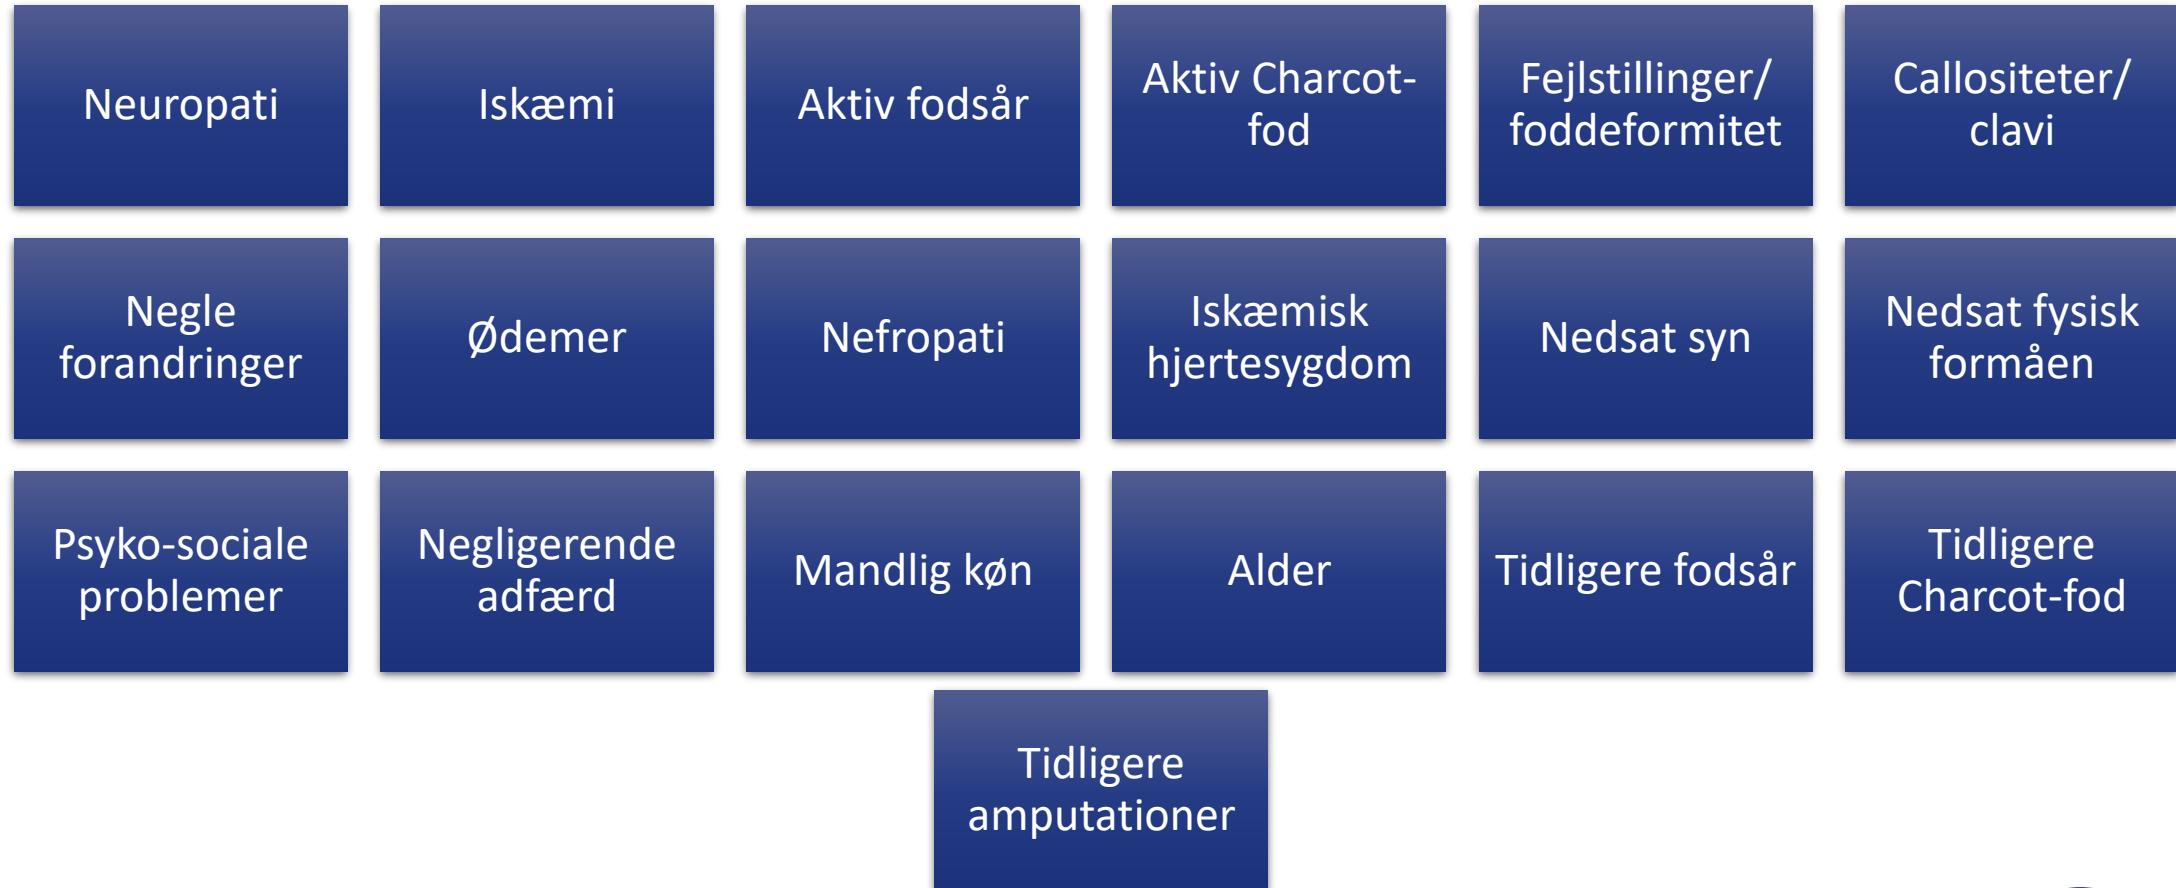 Neuropati
Iskæmi
Aktiv fodsår
Aktiv Charcot-
fod
Fejlstillinger/
foddeformitet
Callositeter/
clavi
Negle
forandringer
Ødemer
Nefropati
Iskæmisk
hjertesygdom
Nedsat syn
Nedsat fysisk
formåen
Psyko-sociale
problemer
Negligerende
adfærd
Mandlig køn
Alder
Tidligere fodsår
Tidligere
Charcot-fod
Tidligere
amputationer